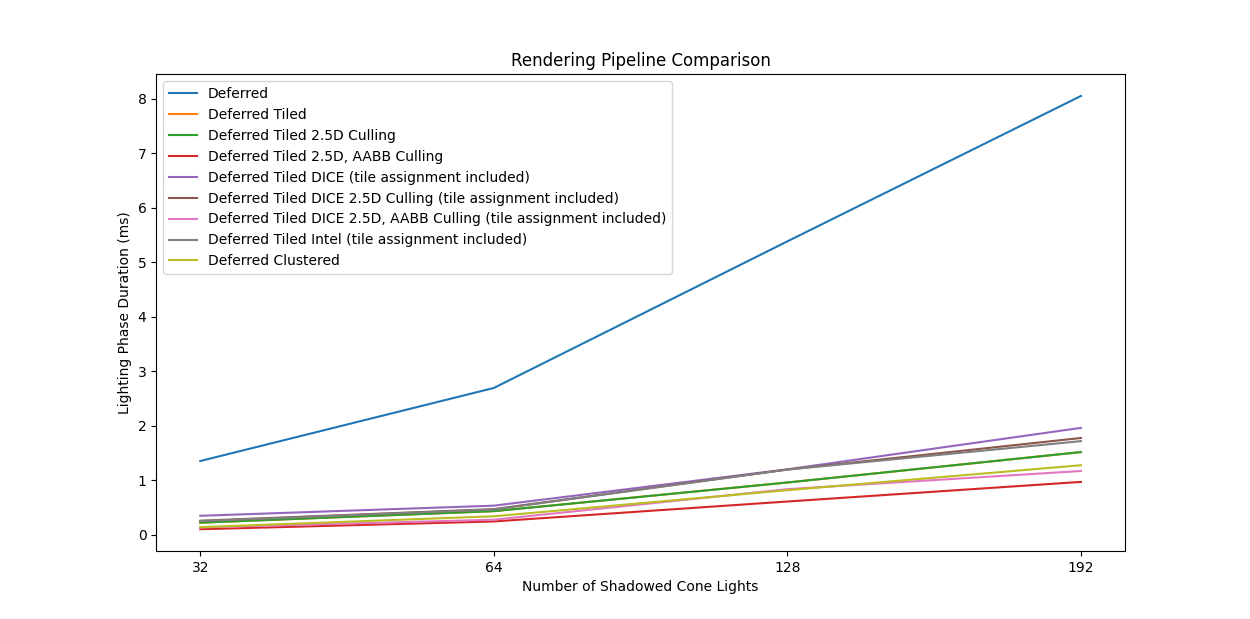 Rendering Pipeline Comparison
Deferred
Deferred Tiled
Deferred Tiled 2.5D Culling
Deferred Tiled 2.5D, AABB Culling
Deferred Tiled DICE (tile assignment included)
Deferred Tiled DICE 2.5D Culling (tile assignment included)
Deferred Tiled DICE 2.5D, AABB Culling (tile assignment included)
Deferred Tiled Intel (tile assignment included)
Deferred Clustered
Lighting Phase Duration (ms)
8
7
6
5
4
3
2
1
0
32 64 128 192
Number of Shadowed Cone Lights